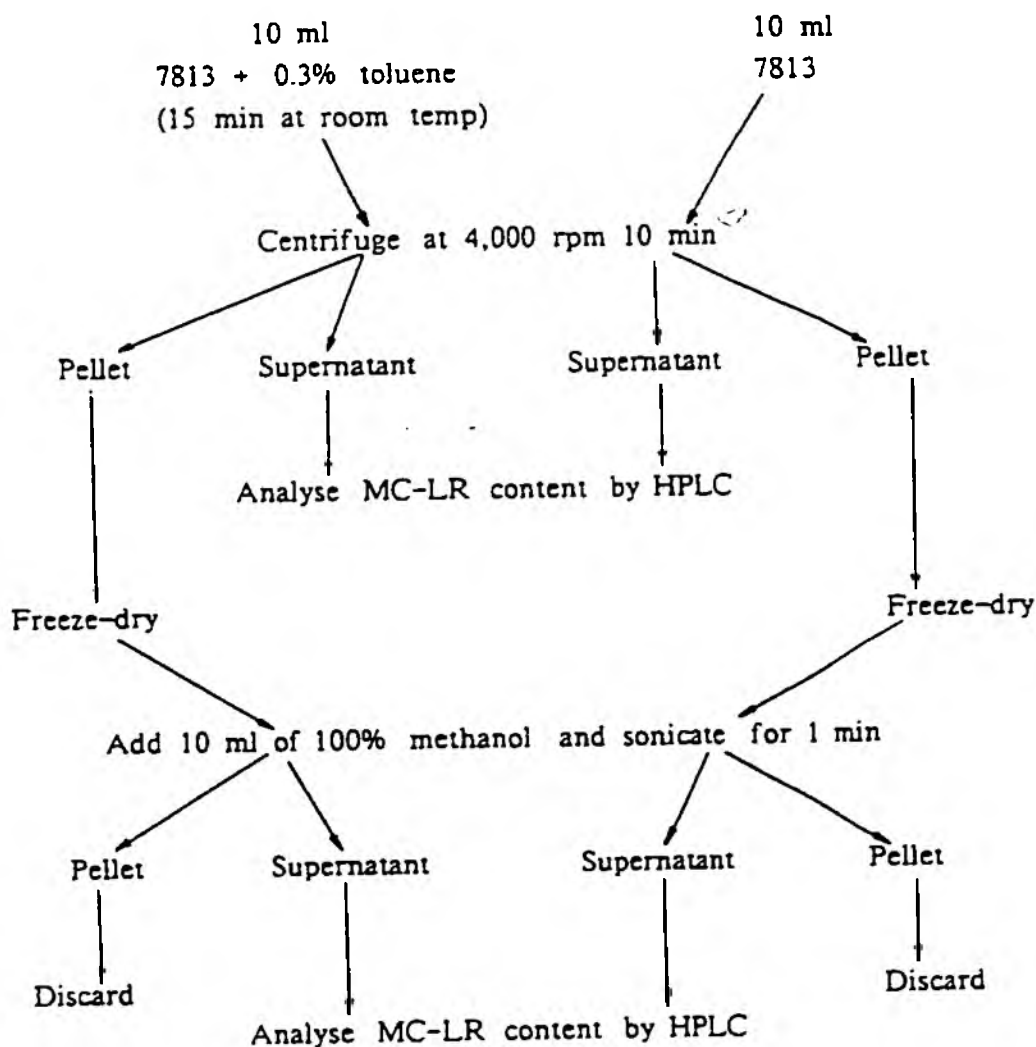 10 ml
7813 + 0.3% toluene
(15 min at room temp)
10 ml
7813
Centrifuge at 4,000 rpm 10 min
Pellet
Supernatant
Supernatant
Pellet
Analyse MC-LR content by HPLC
Freeze-dry
Freeze-dry
Add 10 ml of 100% methanol and sonicate for 1 min
Pellet
Supernatant
Supernatant
Pellet
Discard
Discard
Analyse MC-LR content by HPLC